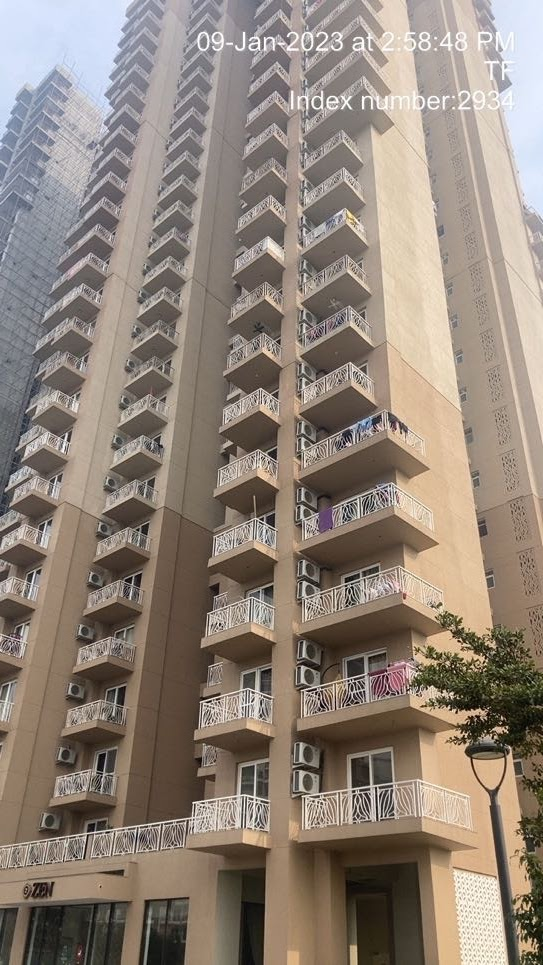 09-Jan-2023 at 2:58:48 PM
TF
Index number:2934
ZEN